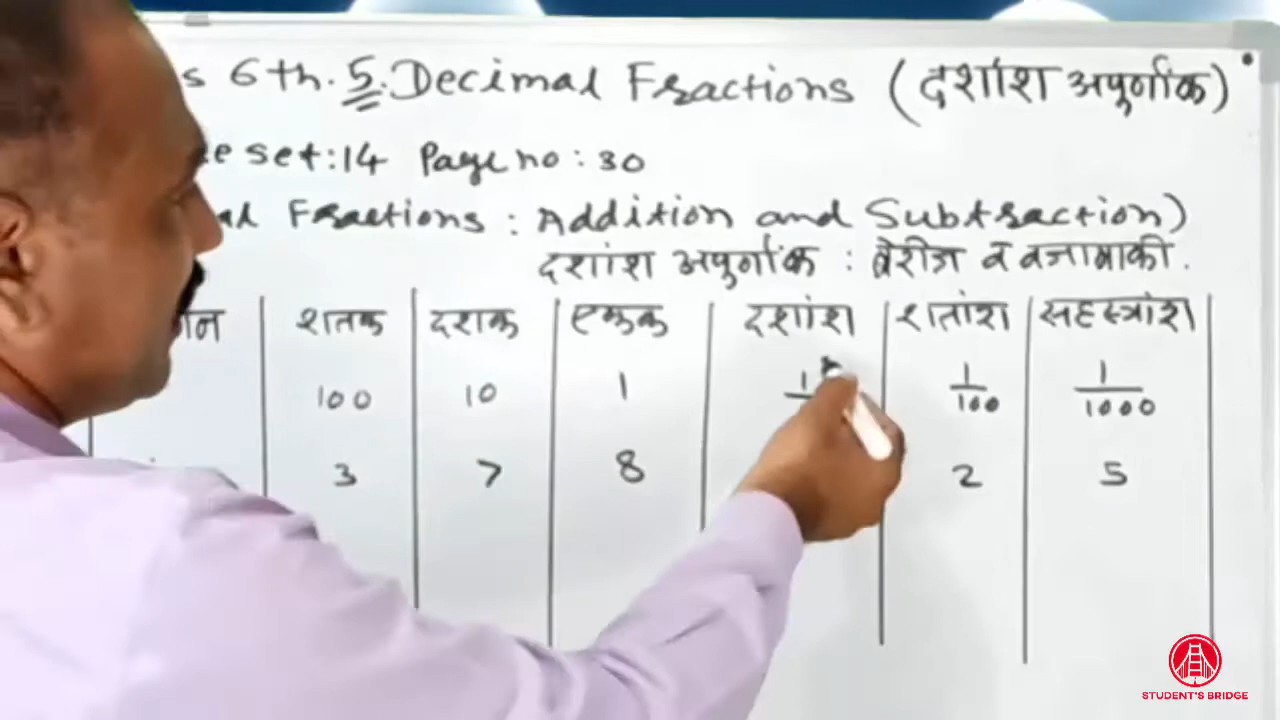 6th. 5. Decimal Fractions (दशांश अपुर्णांक)
set:14 Page no:30
Fractions : Addition and Subtraction)
दशांश अपुर्णांक : बेरीज व वजाबाकी.
शतक दशक एकक दशांश शतांश सहस्त्रांश
100 10 1 1 1/100 1/1000
3 7 8 2 5
STUDENT'S BRIDGE